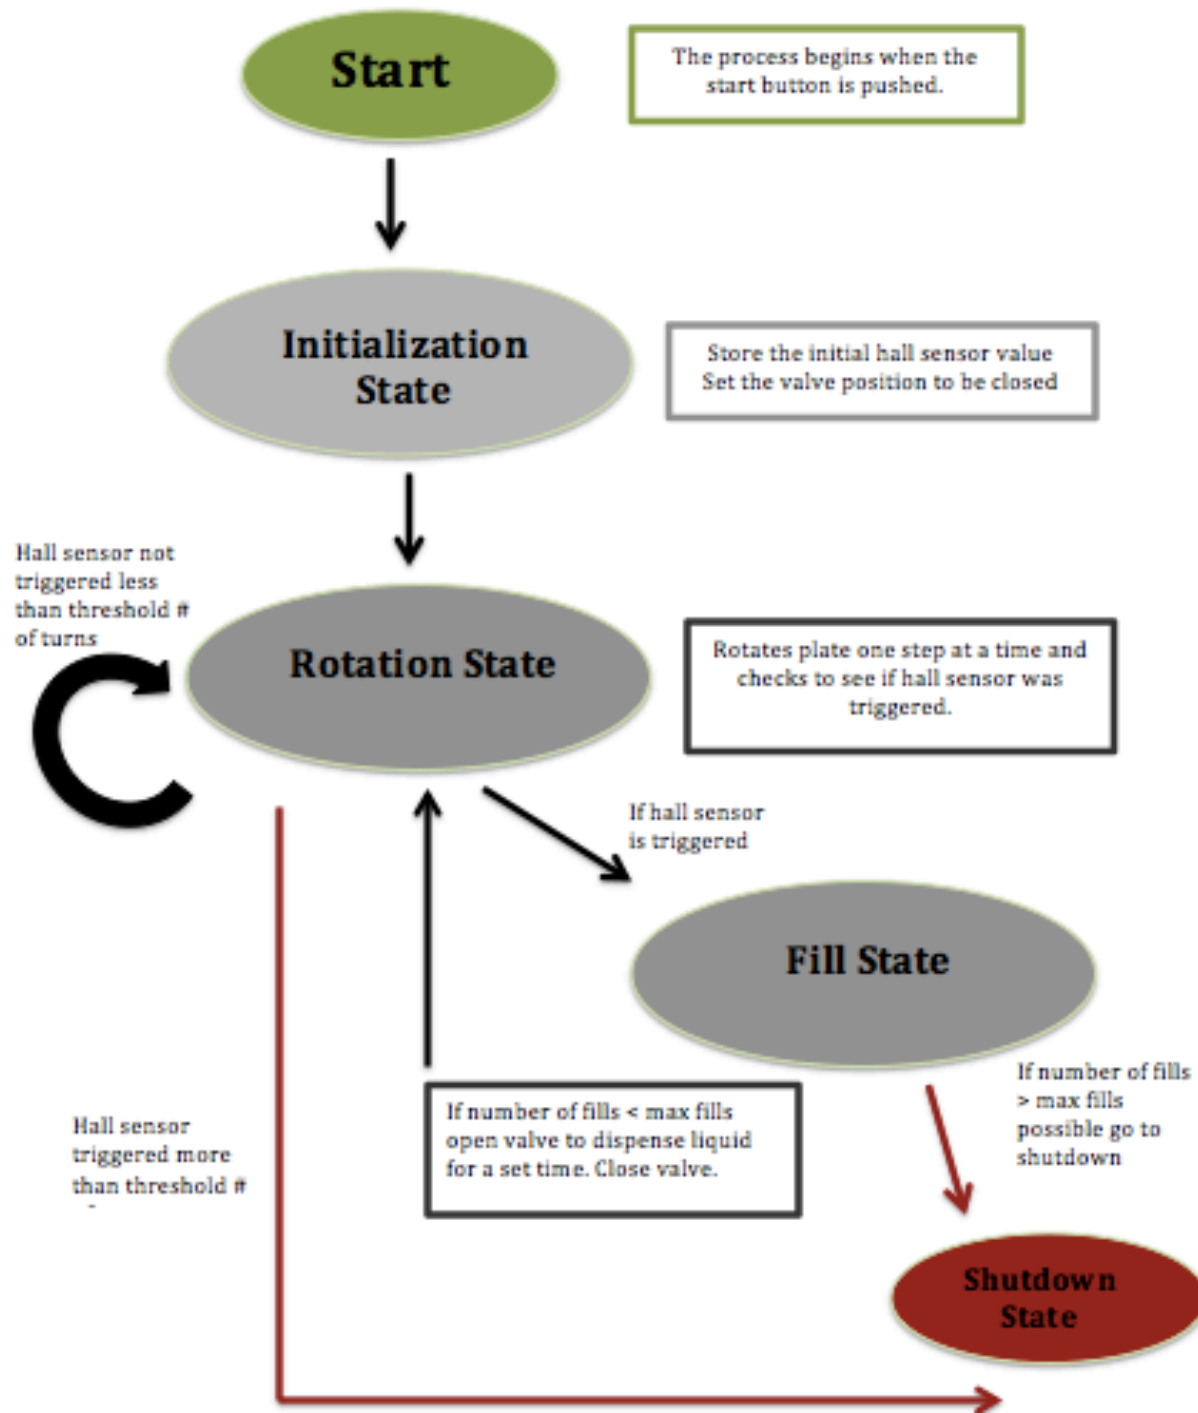 Start
The process begins when the
start button is pushed.
Initialization
State
Store the initial hall sensor value
Set the valve position to be closed
Hall sensor not
triggered less
than threshold #
of turns
Rotation State
Rotates plate one step at a time and
checks to see if hall sensor was
triggered.
If hall sensor
is triggered
Fill State
If number of fills
> max fills
possible go to
shutdown
If number of fills < max fills
open valve to dispense liquid
for a set time. Close valve.
Hall sensor
triggered more
than threshold #
Shutdown
State